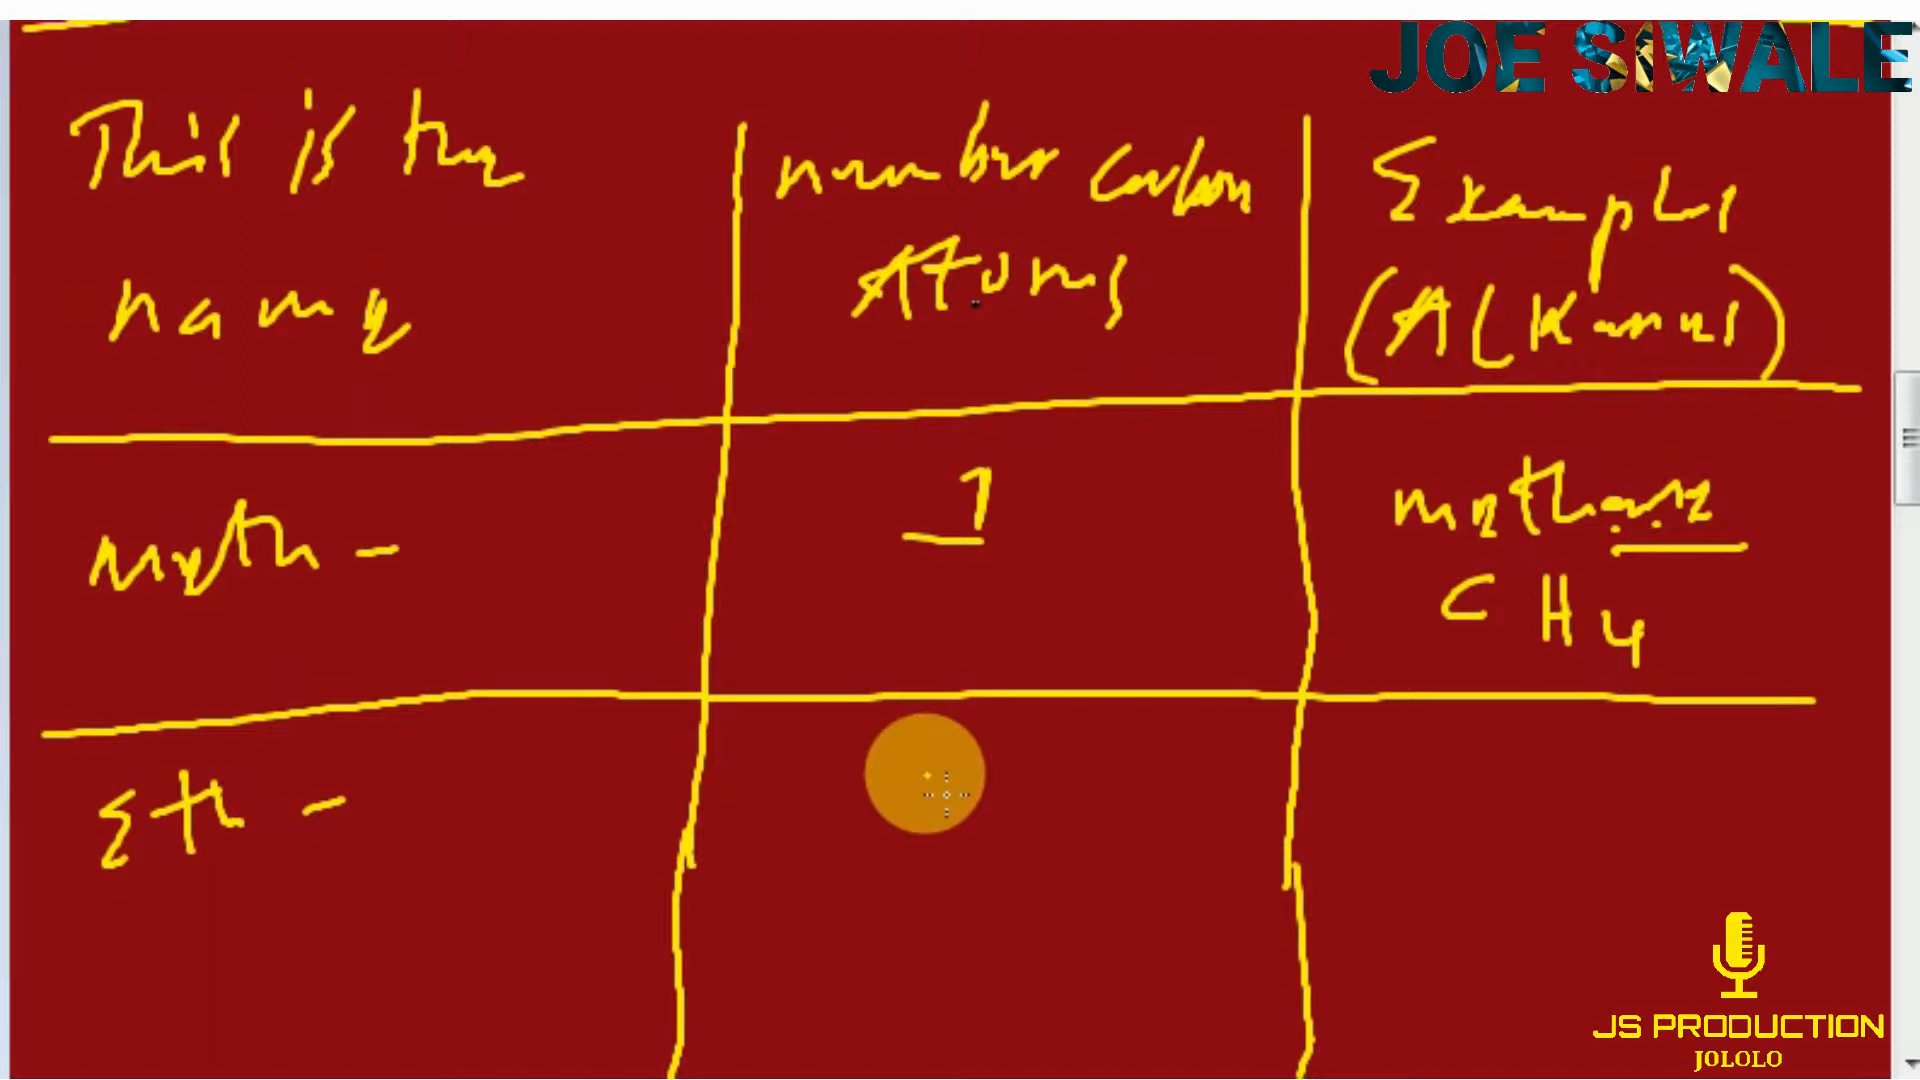 JOE SIWALE
This is the
name
number carbon
Atoms
Examples
(Alkanes)
Meth -
1
methane
CH4
Eth -
JS PRODUCTION
JOLOLO